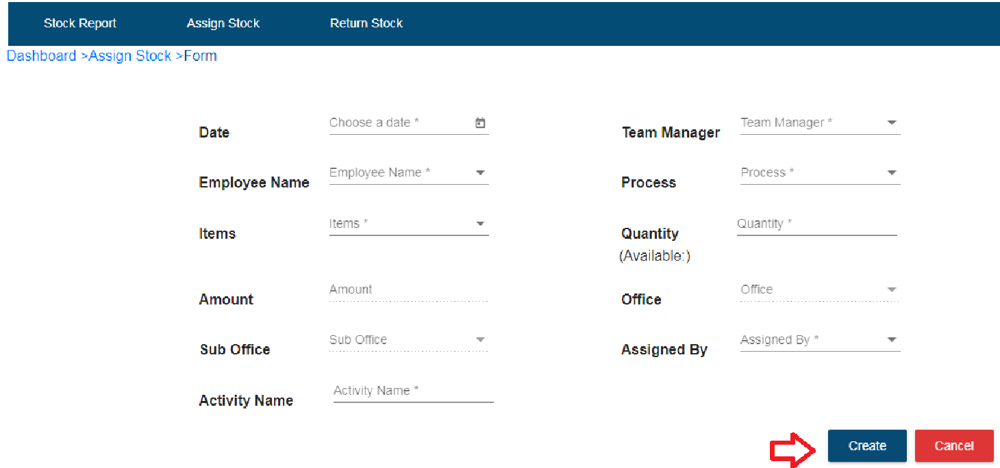 Stock Report Assign Stock Return Stock
Dashboard >Assign Stock >Form
Date Choose a date * Team Manager Team Manager *
Employee Name Employee Name * Process Process *
Items Items * Quantity Quantity *
(Available:)
Amount Amount Office Office
Sub Office Sub Office Assigned By Assigned By *
Activity Name Activity Name *
Create Cancel